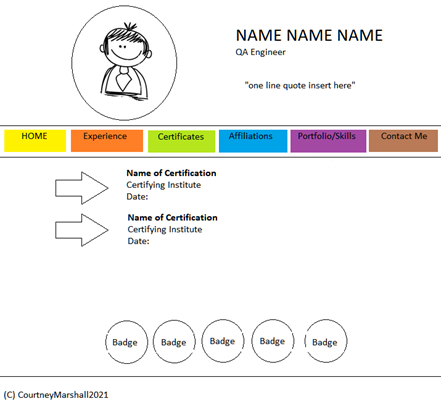 NAME NAME NAME
QA Engineer
"one line quote insert here"
HOME Experience Certificates Affiliations Portfolio/Skills Contact Me
Name of Certification
Certifying Institute
Date:
Name of Certification
Certifying Institute
Date:
Badge Badge Badge Badge Badge
(C) CourtneyMarshall2021